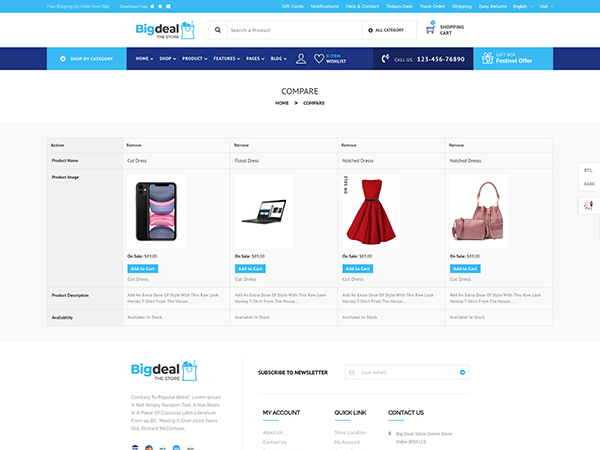 Free Shipping On Order Over $99
Download App
Gift Cards
Notifications
Help & Contact
Todays Deal
Track Order
Shipping
Easy Returns
English
Usd
Bigdeal
THE STORE
Search a Product
ALL CATEGORY
SHOPPING
CART
SHOP BY CATEGORY
HOME
SHOP
PRODUCT
FEATURES
PAGES
BLOG
0 ITEM
WISHLIST
CALL US
123-456-76890
GIFT BOX
Festivel Offer
COMPARE
HOME
COMPARE
Action
Remove
Remove
Remove
Remove
Product Name
Cut Dress
Floral Dress
Notched Dresss
Notched Dresss
Product Image
ON SALE
RTL
DARK
On Sale: $89,00
On Sale: $89,00
On Sale: $89,00
On Sale: $89,00
Add to Cart
Add to Cart
Add to Cart
Add to Cart
Cut Dress
Cut Dress
Cut Dress
Cut Dress
Product Description
Add An Extra Dose Of Style With This Raw Look
Henley T-Shirt From The House...
Add An Extra Dose Of Style With This Raw Look
Henley T-Shirt From The House...
Add An Extra Dose Of Style With This Raw Look
Henley T-Shirt From The House...
Add An Extra Dose Of Style With This Raw Look
Henley T-Shirt From The House...
Availability
Availabel In Stock
Availabel In Stock
Availabel In Stock
Availabel In Stock
Bigdeal
THE STORE
Contrary To Popular Belief, Lorem Ipsum
Is Not Simply Random Text. It Has Roots
In A Piece Of Classical Latin Literature
From 45 BC, Making It Over 2000 Years
Old. Richard McClintock,
SUBSCRIBE TO NEWSLETTER
your email
MY ACCOUNT
About Us
Contact Us
QUICK LINK
Store Location
My Account
CONTACT US
Big Deal Store Demo Store
India-3654123